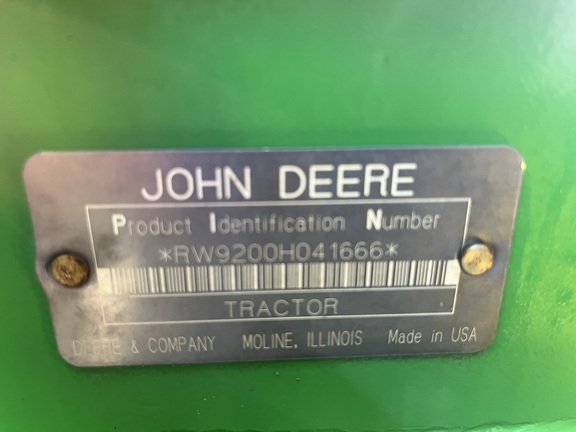 JOHN DEERE
Product Identification Number
*RW9200H041666*
TRACTOR
DEERE & COMPANY MOLINE, ILLINOIS Made in USA